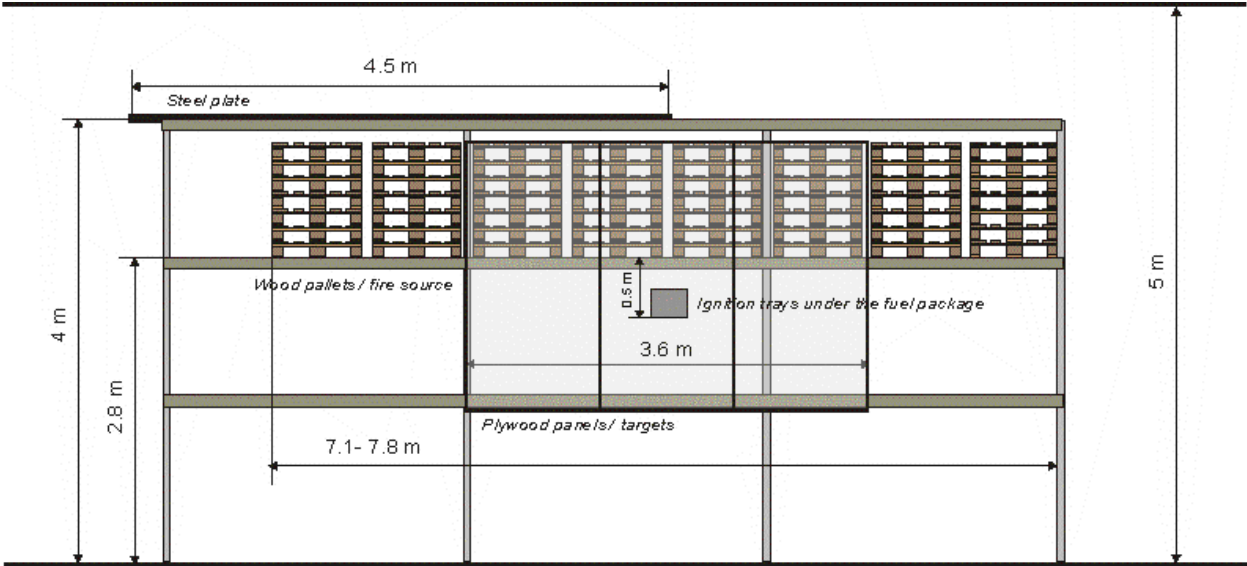 4.5 m
Steel plate
Wood pallets / fire source
0.5 m
Ignition trays under the fuel package
5 m
4 m
3.6 m
2.8 m
Plywood panels / targets
7.1- 7.8 m